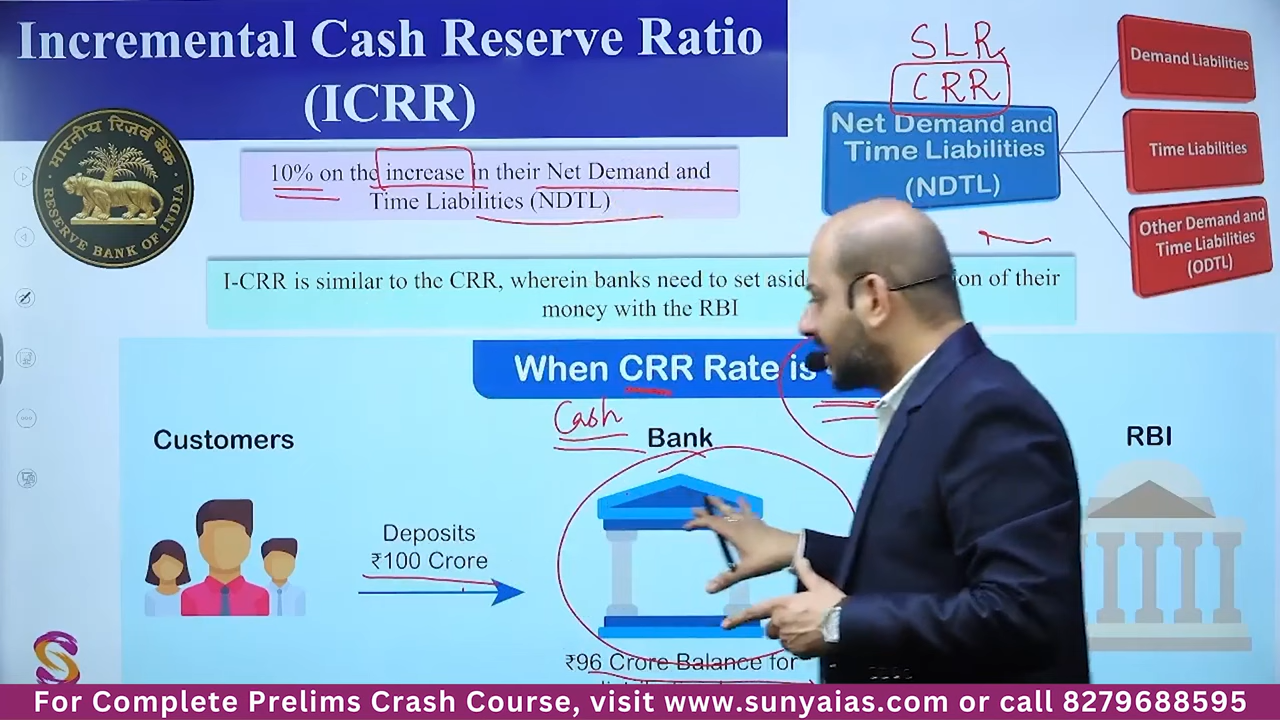 Incremental Cash Reserve Ratio
(ICRR)
SLR
CRR
Net Demand and
Time Liabilities
(NDTL)
Demand Liabilities
Time Liabilities
Other Demand and
Time Liabilities
(ODTL)
भारतीय रिज़र्व बैंक
RESERVE BANK OF INDIA
10% on the increase in their Net Demand and
Time Liabilities (NDTL)
I-CRR is similar to the CRR, wherein banks need to set asid ion of their
money with the RBI
When CRR Rate is
Cash
Customers
Bank
RBI
Deposits
₹100 Crore
₹96 Crore Balance for
For Complete Prelims Crash Course, visit www.sunyaias.com or call 8279688595